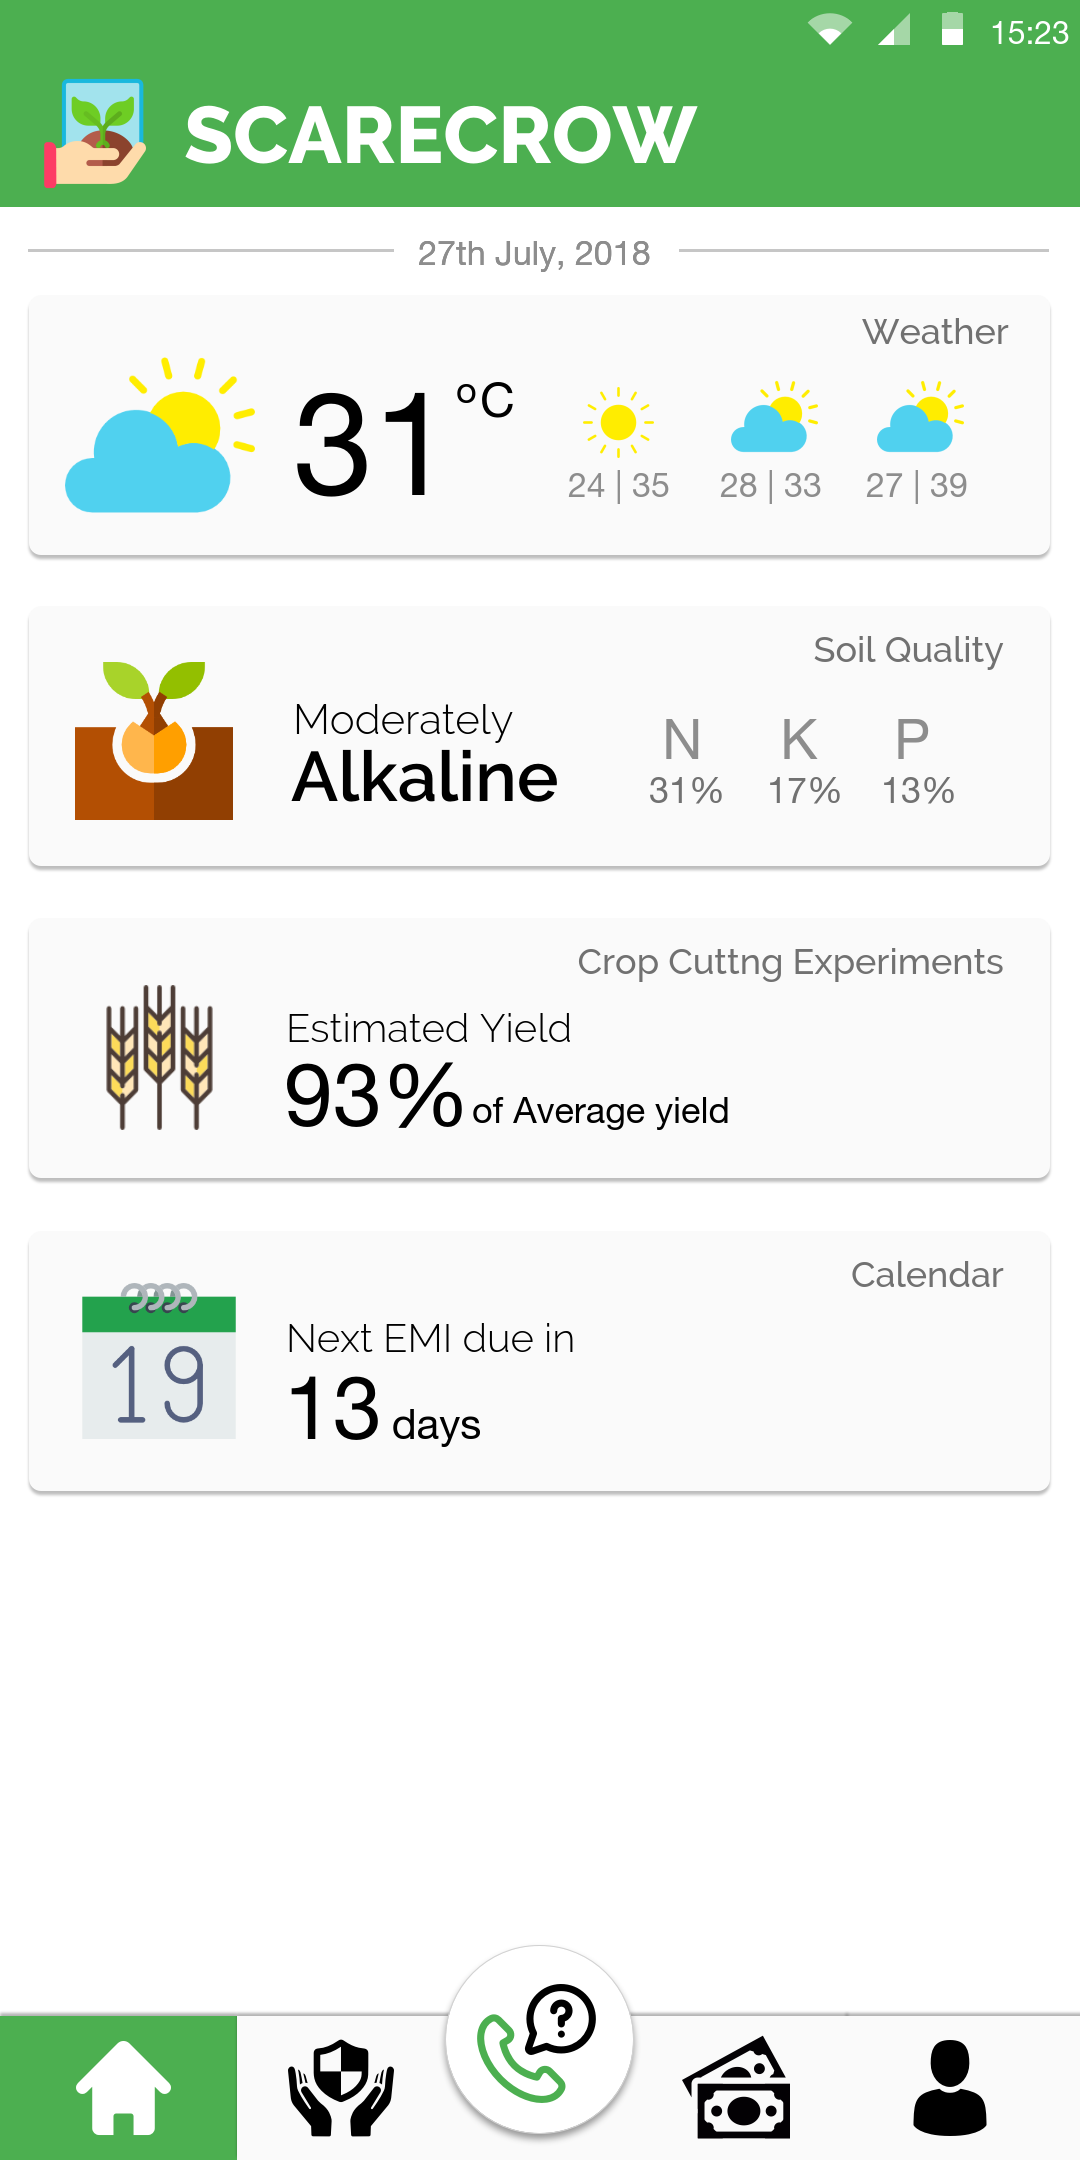 15:23
SCARECROW
27th July, 2018
Weather
31 °C
24 | 35 28 | 33 27 | 39
Soil Quality
Moderately
Alkaline
N K P
31% 17% 13%
Crop Cuttng Experiments
Estimated Yield
93% of Average yield
Calendar
19
Next EMI due in
13 days
?